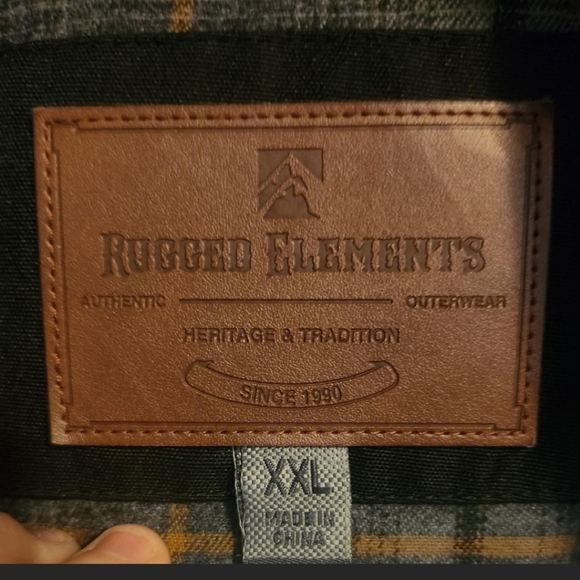 RUGGED ELEMENTS
AUTHENTIC OUTERWEAR
HERITAGE & TRADITION
SINCE 1990
XXL
MADE IN
CHINA